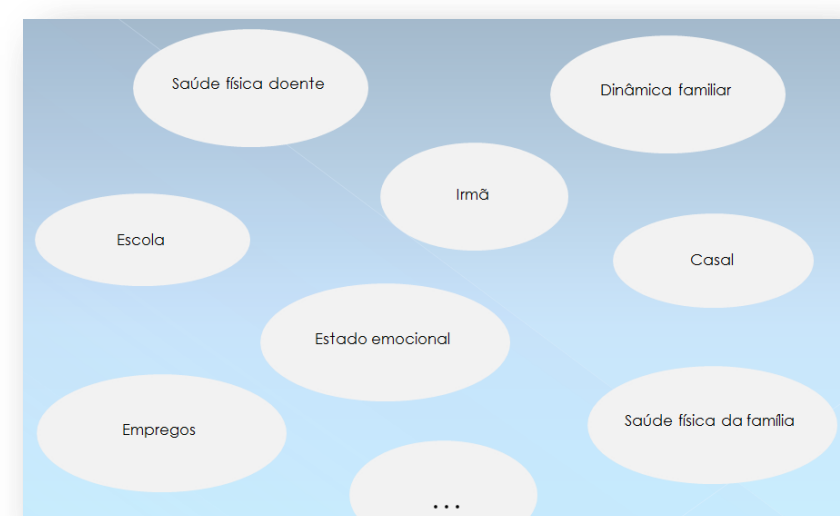 Saúde física doente
Dinâmica familiar
Irmã
Escola
Casal
Estado emocional
Saúde física da família
Empregos
...